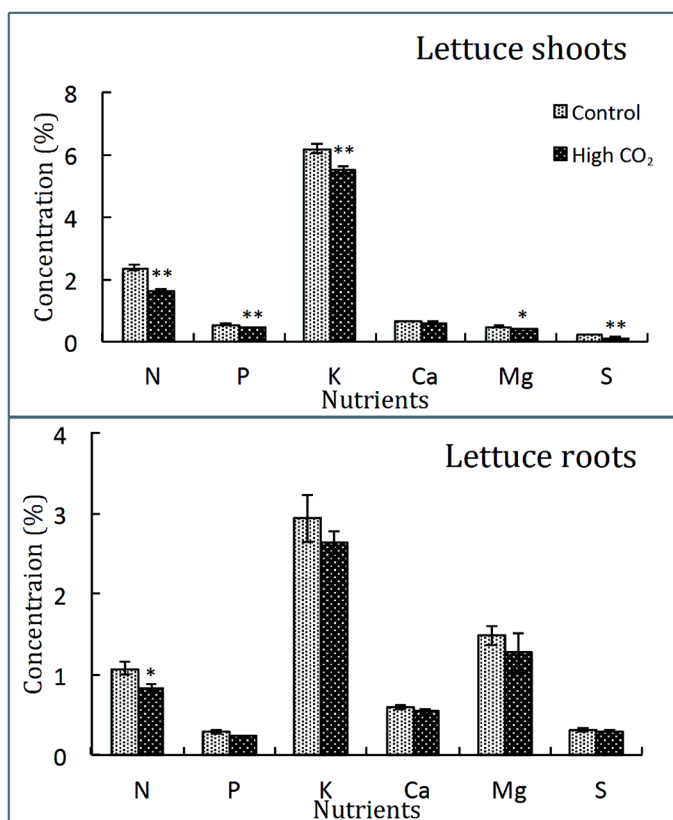 Lettuce shoots
Concentration (%)
8
6
4
2
0
Control
High CO₂
**
**
**
*
**
N P K Ca Mg S
Nutrients
Lettuce roots
Concentraion (%)
4
3
2
1
0
*
N P K Ca Mg S
Nutrients